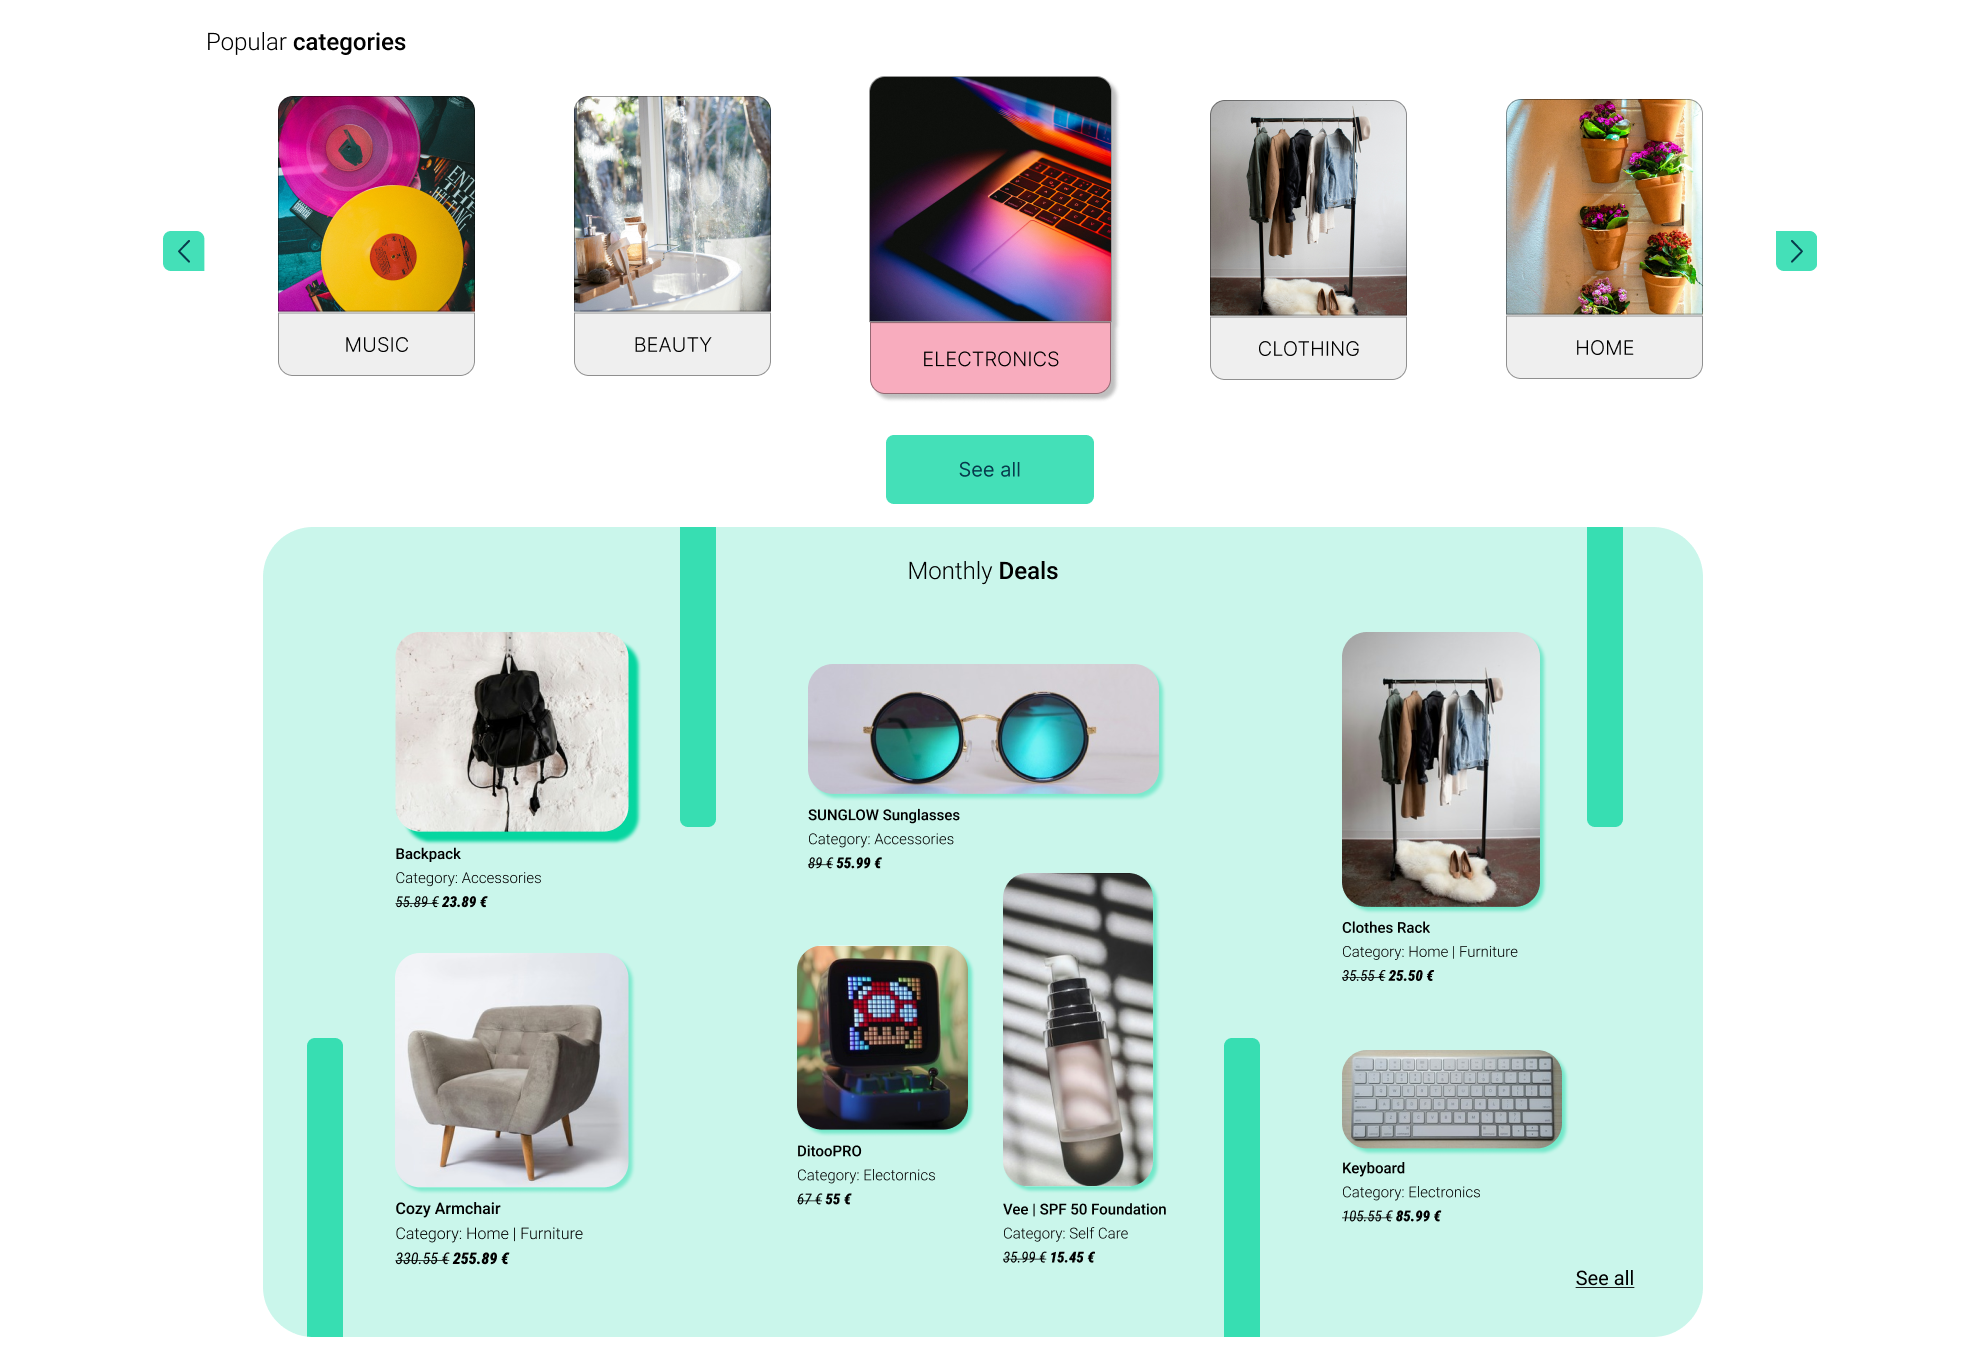 Popular categories
MUSIC
BEAUTY
ELECTRONICS
CLOTHING
HOME
See all
Monthly Deals
Backpack
Category: Accessories
55.89 € 23.89 €
SUNGLOW Sunglasses
Category: Accessories
89 € 55.99 €
Clothes Rack
Category: Home | Furniture
35.55 € 25.50 €
Cozy Armchair
Category: Home | Furniture
330.55 € 255.89 €
DitooPRO
Category: Electornics
67 € 55 €
Vee | SPF 50 Foundation
Category: Self Care
35.99 € 15.45 €
Keyboard
Category: Electronics
105.55 € 85.99 €
See all